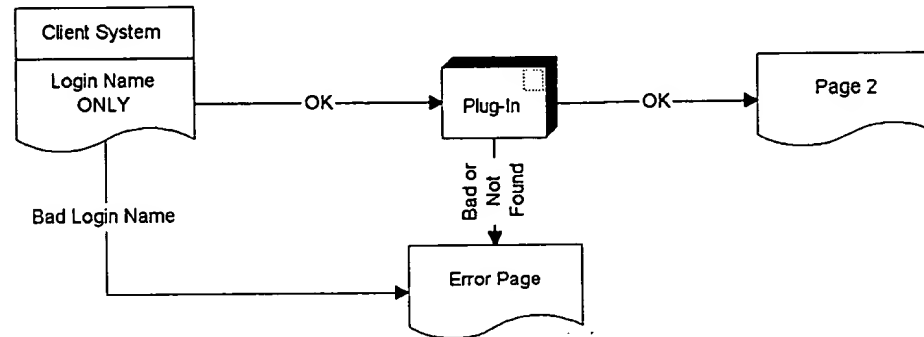 Client System
Login Name
ONLY
OK
Plug-In
OK
Page 2
Bad or
Not
Found
Bad Login Name
Error Page